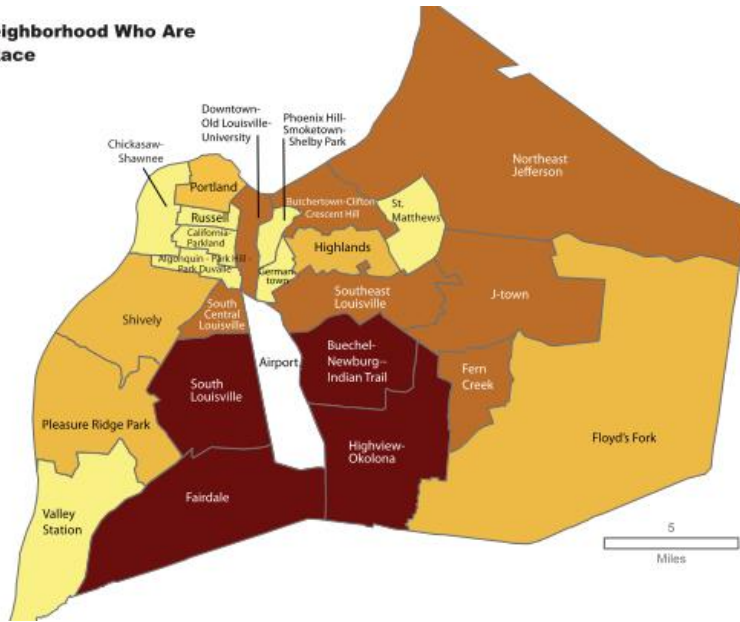 eighborhood Who Are
ace
Downtown-
Old Louisville-
University
Phoenix Hill-
Smoketown-
Shelby Park
Chickasaw-
Shawnee
Portland
Northeast
Jefferson
Butchertown-Clifton
Crescent Hill
St.
Matthews
Russell
California-
Parkland
Highlands
Algonquin - Park Hill -
Park Duvalle
German-
town
Southeast
Louisville
J-town
South
Central
Louisville
Shively
Airport
Buechel-
Newburg--
Indian Trail
Fern
Creek
South
Louisville
Pleasure Ridge Park
Floyd's Fork
Highview-
Okolona
Fairdale
Valley
Station
5
Miles